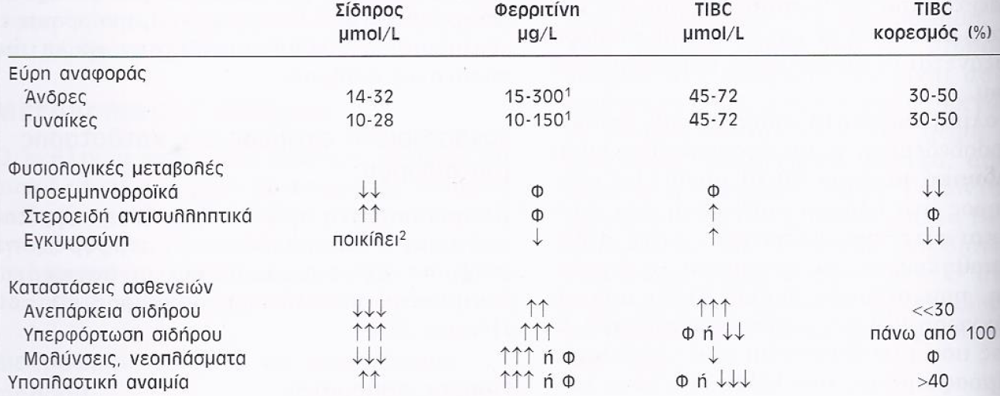 Σίδηρος Φερριτίνη TIBC TIBC
μmol/L μg/L μmol/L κορεσμός (%)
Εύρη αναφοράς
Άνδρες 14-32 15-300¹ 45-72 30-50
Γυναίκες 10-28 10-150¹ 45-72 30-50
Φυσιολογικές μεταβολές
Προεμμηνορροϊκά ↓↓ Φ Φ ↓↓
Στεροειδή αντισυλληπτικά ↑↑ Φ ↑ Φ
Εγκυμοσύνη ποικίλει² ↓ ↑ ↓↓
Καταστάσεις ασθενειών
Ανεπάρκεια σιδήρου ↓↓↓ ↑↑ ↑↑↑ <<30
Υπερφόρτωση σιδήρου ↑↑↑ ↑↑↑ Φ ή ↓↓ πάνω από 100
Μολύνσεις, νεοπλάσματα ↓↓↓ ↑↑↑ ή Φ ↓ Φ
Υποπλαστική αναιμία ↑↑ ↑↑↑ ή Φ Φ ή ↓↓↓ >40